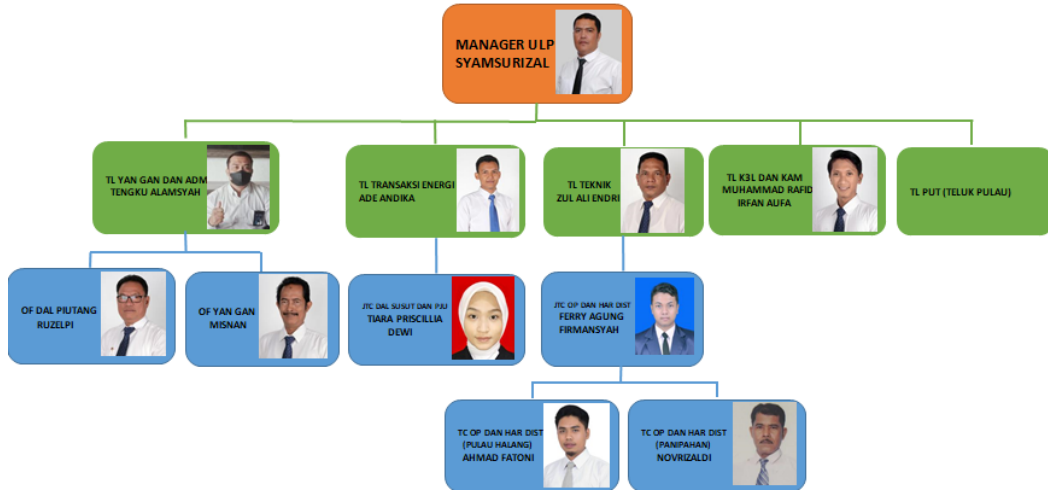 MANAGER ULP
SYAMSURIZAL
TL YAN GAN DAN ADM
TENGKU ALAMSYAH
TL TRANSAKSI ENERGI
ADE ANDIKA
TL TEKNIK
ZUL ALI ENDRI
TL K3L DAN KAM
MUHAMMAD RAFID
IRFAN AUFA
TL PUT (TELUK PULAU)
OF DAL PIUTANG
RUZELPI
OF YAN GAN
MISNAN
JTC DAL SUSUT DAN PJU
TIARA PRISCILLIA
DEWI
JTC OP DAN HAR DIST
FERRY AGUNG
FIRMANSYAH
TC OP DAN HAR DIST
(PULAU HALANG)
AHMAD FATONI
TC OP DAN HAR DIST
(PANIPAHAN)
NOVRIZALDI